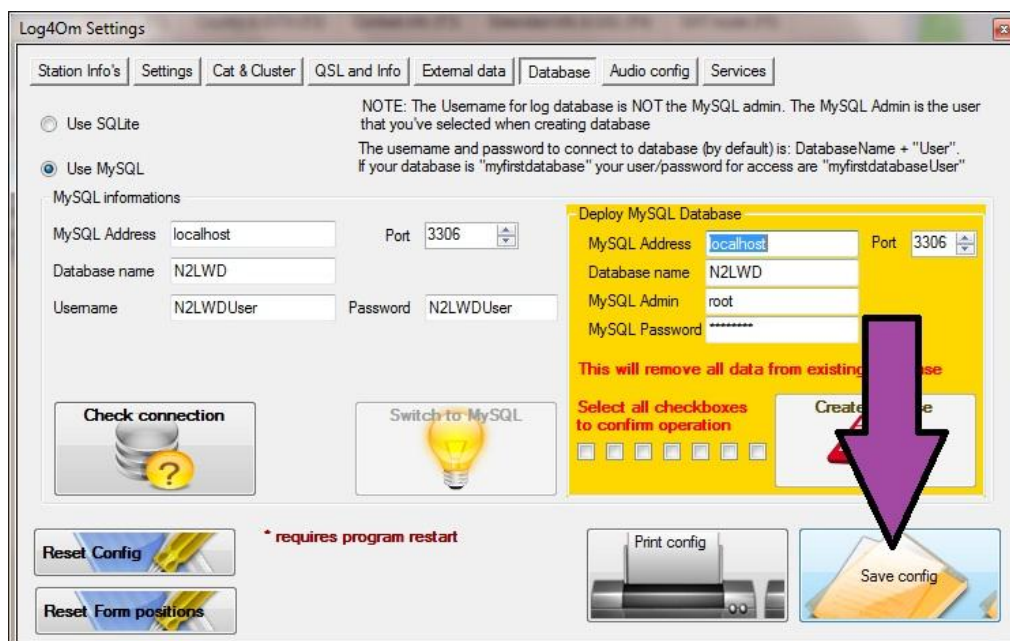 Log4Om Settings
Station Info's Settings Cat & Cluster QSL and Info External data Database Audio config Services
Use SQLite
NOTE: The Username for log database is NOT the MySQL admin. The MySQL Admin is the user
that you've selected when creating database
Use MySQL
The username and password to connect to database (by default) is: DatabaseName + "User".
If your database is "myfirstdatabase" your user/password for access are "myfirstdatabaseUser"
MySQL informations
MySQL Address localhost Port 3306
Database name N2LWD
Username N2LWDUser Password N2LWDUser
Check connection
Switch to MySQL
Deploy MySQL Database
MySQL Address localhost Port 3306
Database name N2LWD
MySQL Admin root
MySQL Password ********
This will remove all data from existing
Select all checkboxes
to confirm operation
Create
Reset Config
* requires program restart
Reset Form positions
Print config
Save config